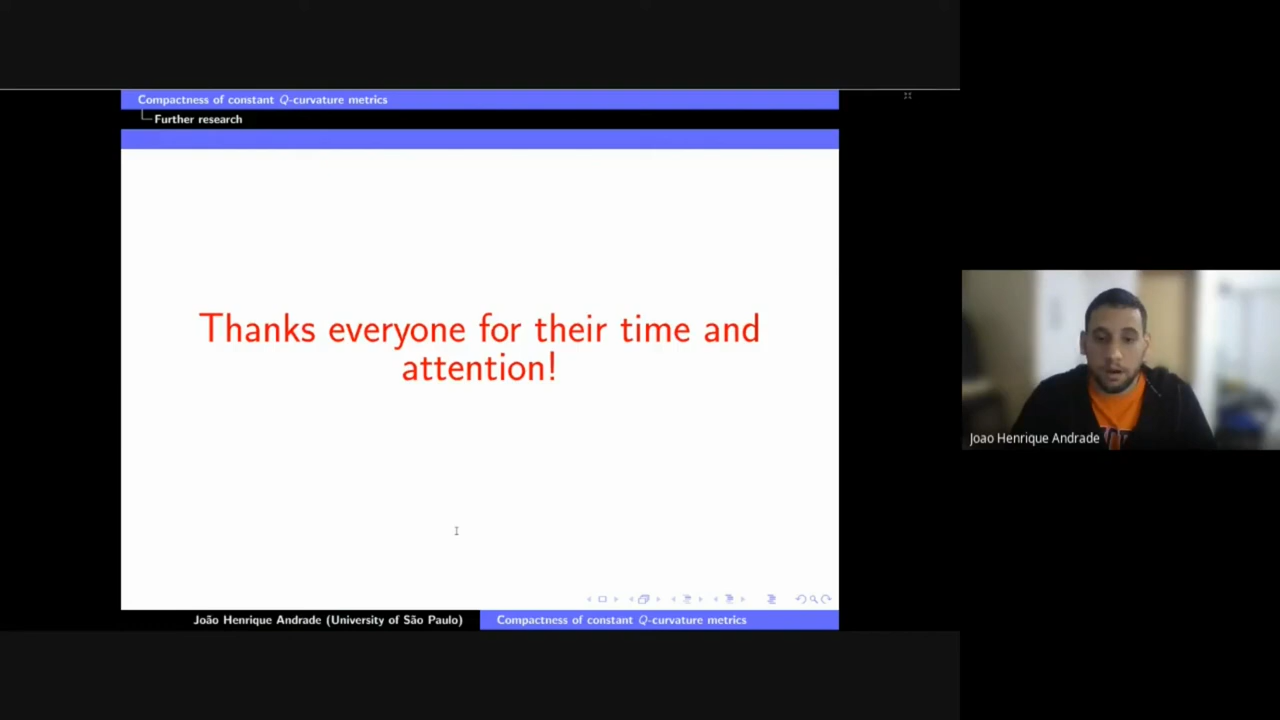 Compactness of constant Q-curvature metrics
Further research
Thanks everyone for their time and
attention!
Joao Henrique Andrade
João Henrique Andrade (University of São Paulo)
Compactness of constant Q-curvature metrics